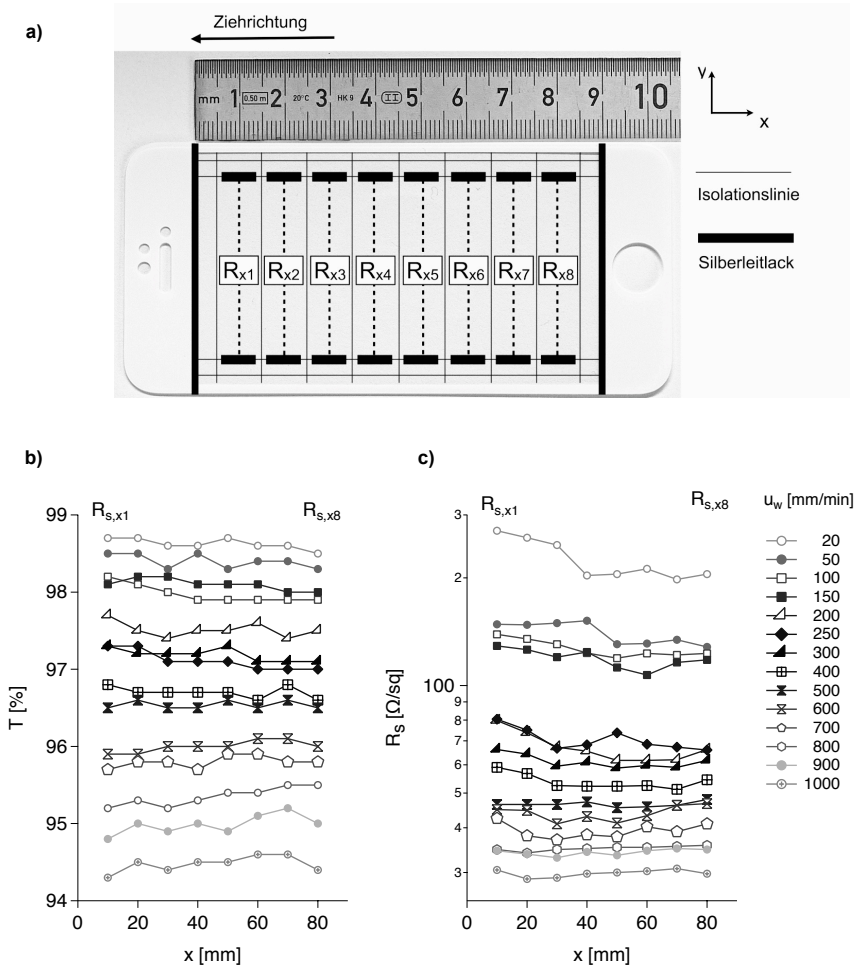 a)
Ziehrichtung
mm 1 0.50 m 2 20°C 3 HK 9 4 II 5 6 7 8 9 10
y
x
Isolationslinie
Silberleitlack
Rx1 Rx2 Rx3 Rx4 Rx5 Rx6 Rx7 Rx8
b)
Rs,x1
Rs,x8
T [%]
99
98
97
96
95
94
0 20 40 60 80
x [mm]
c)
Rs,x1
Rs,x8
Rs [Ω/sq]
3
2
100
9
8
7
6
5
4
3
0 20 40 60 80
x [mm]
uw [mm/min]
20
50
100
150
200
250
300
400
500
600
700
800
900
1000